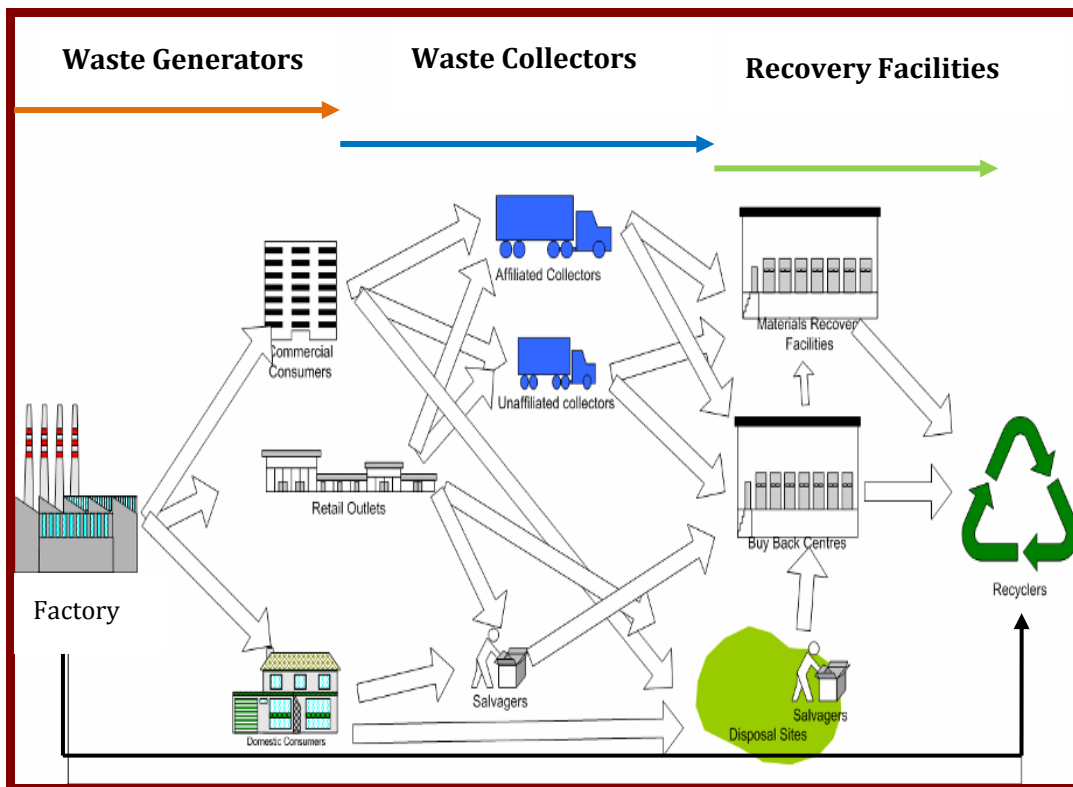 Waste Generators
Waste Collectors
Recovery Facilities
Affiliated Collectors
Commercial
Consumers
Materials Recover
Facilities
Unaffiliated collectors
Retail Outlets
Buy Back Centres
Recyclers
Factory
Domestic Consumers
Salvagers
Salvagers
Disposal Sites